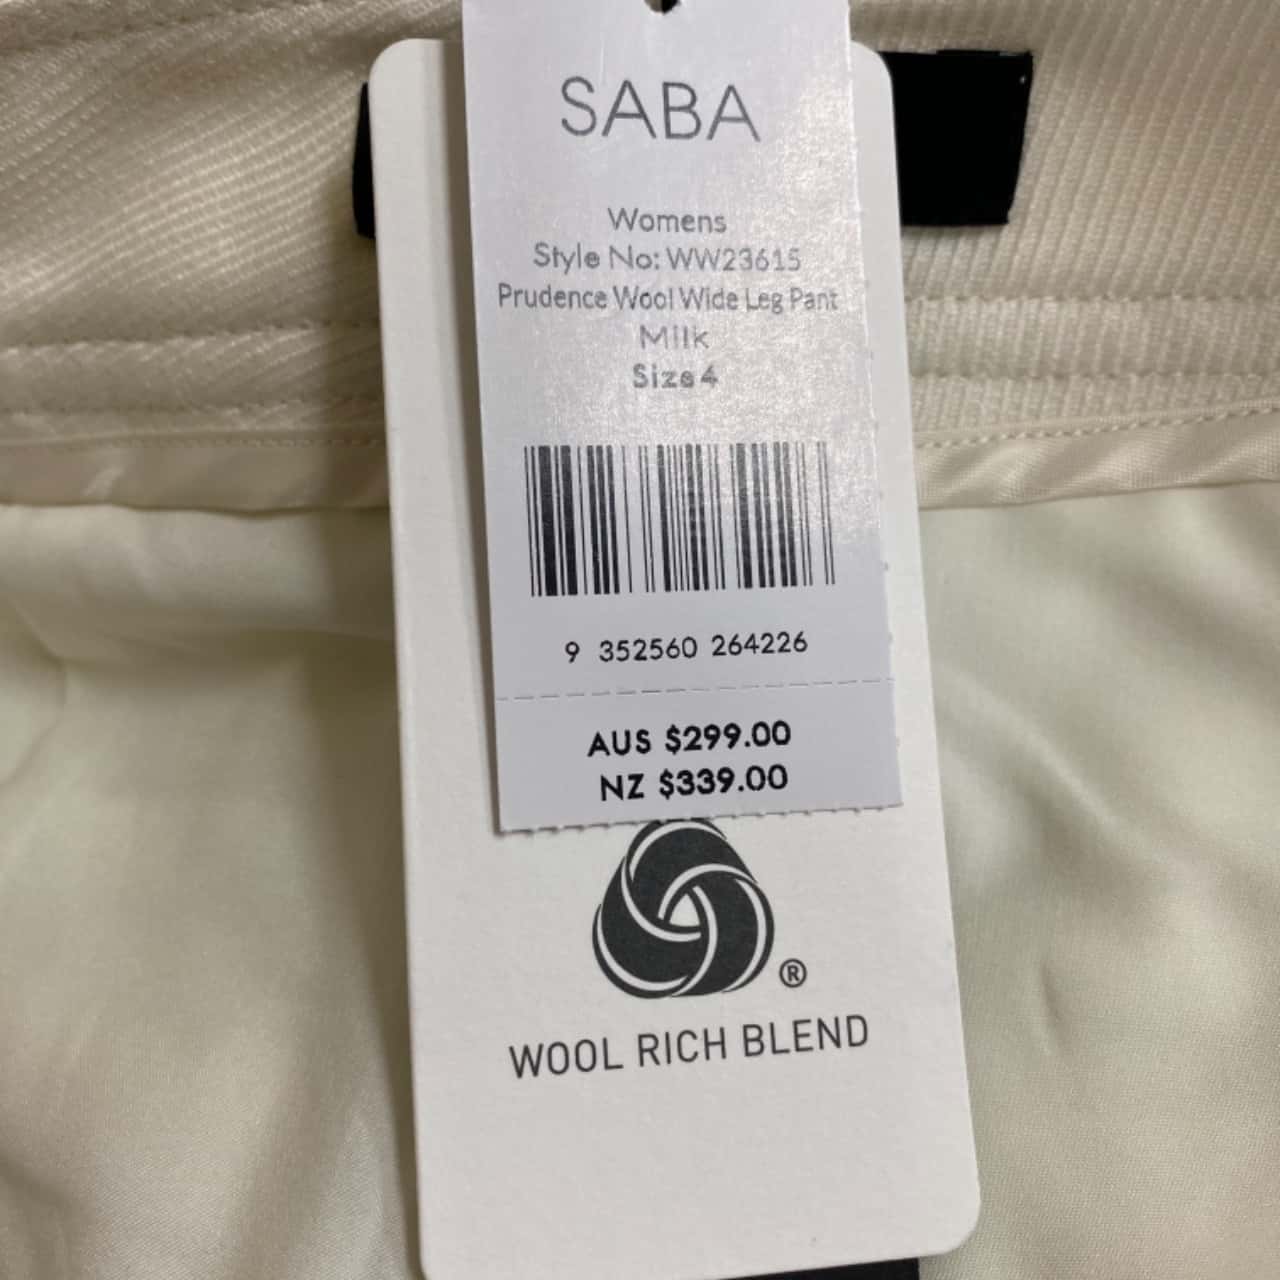 SABA
Womens
Style No: WW23615
Prudence Wool Wide Leg Pant
Milk
Size 4
9 352560 264226
AUS $299.00
NZ $339.00
®
WOOL RICH BLEND